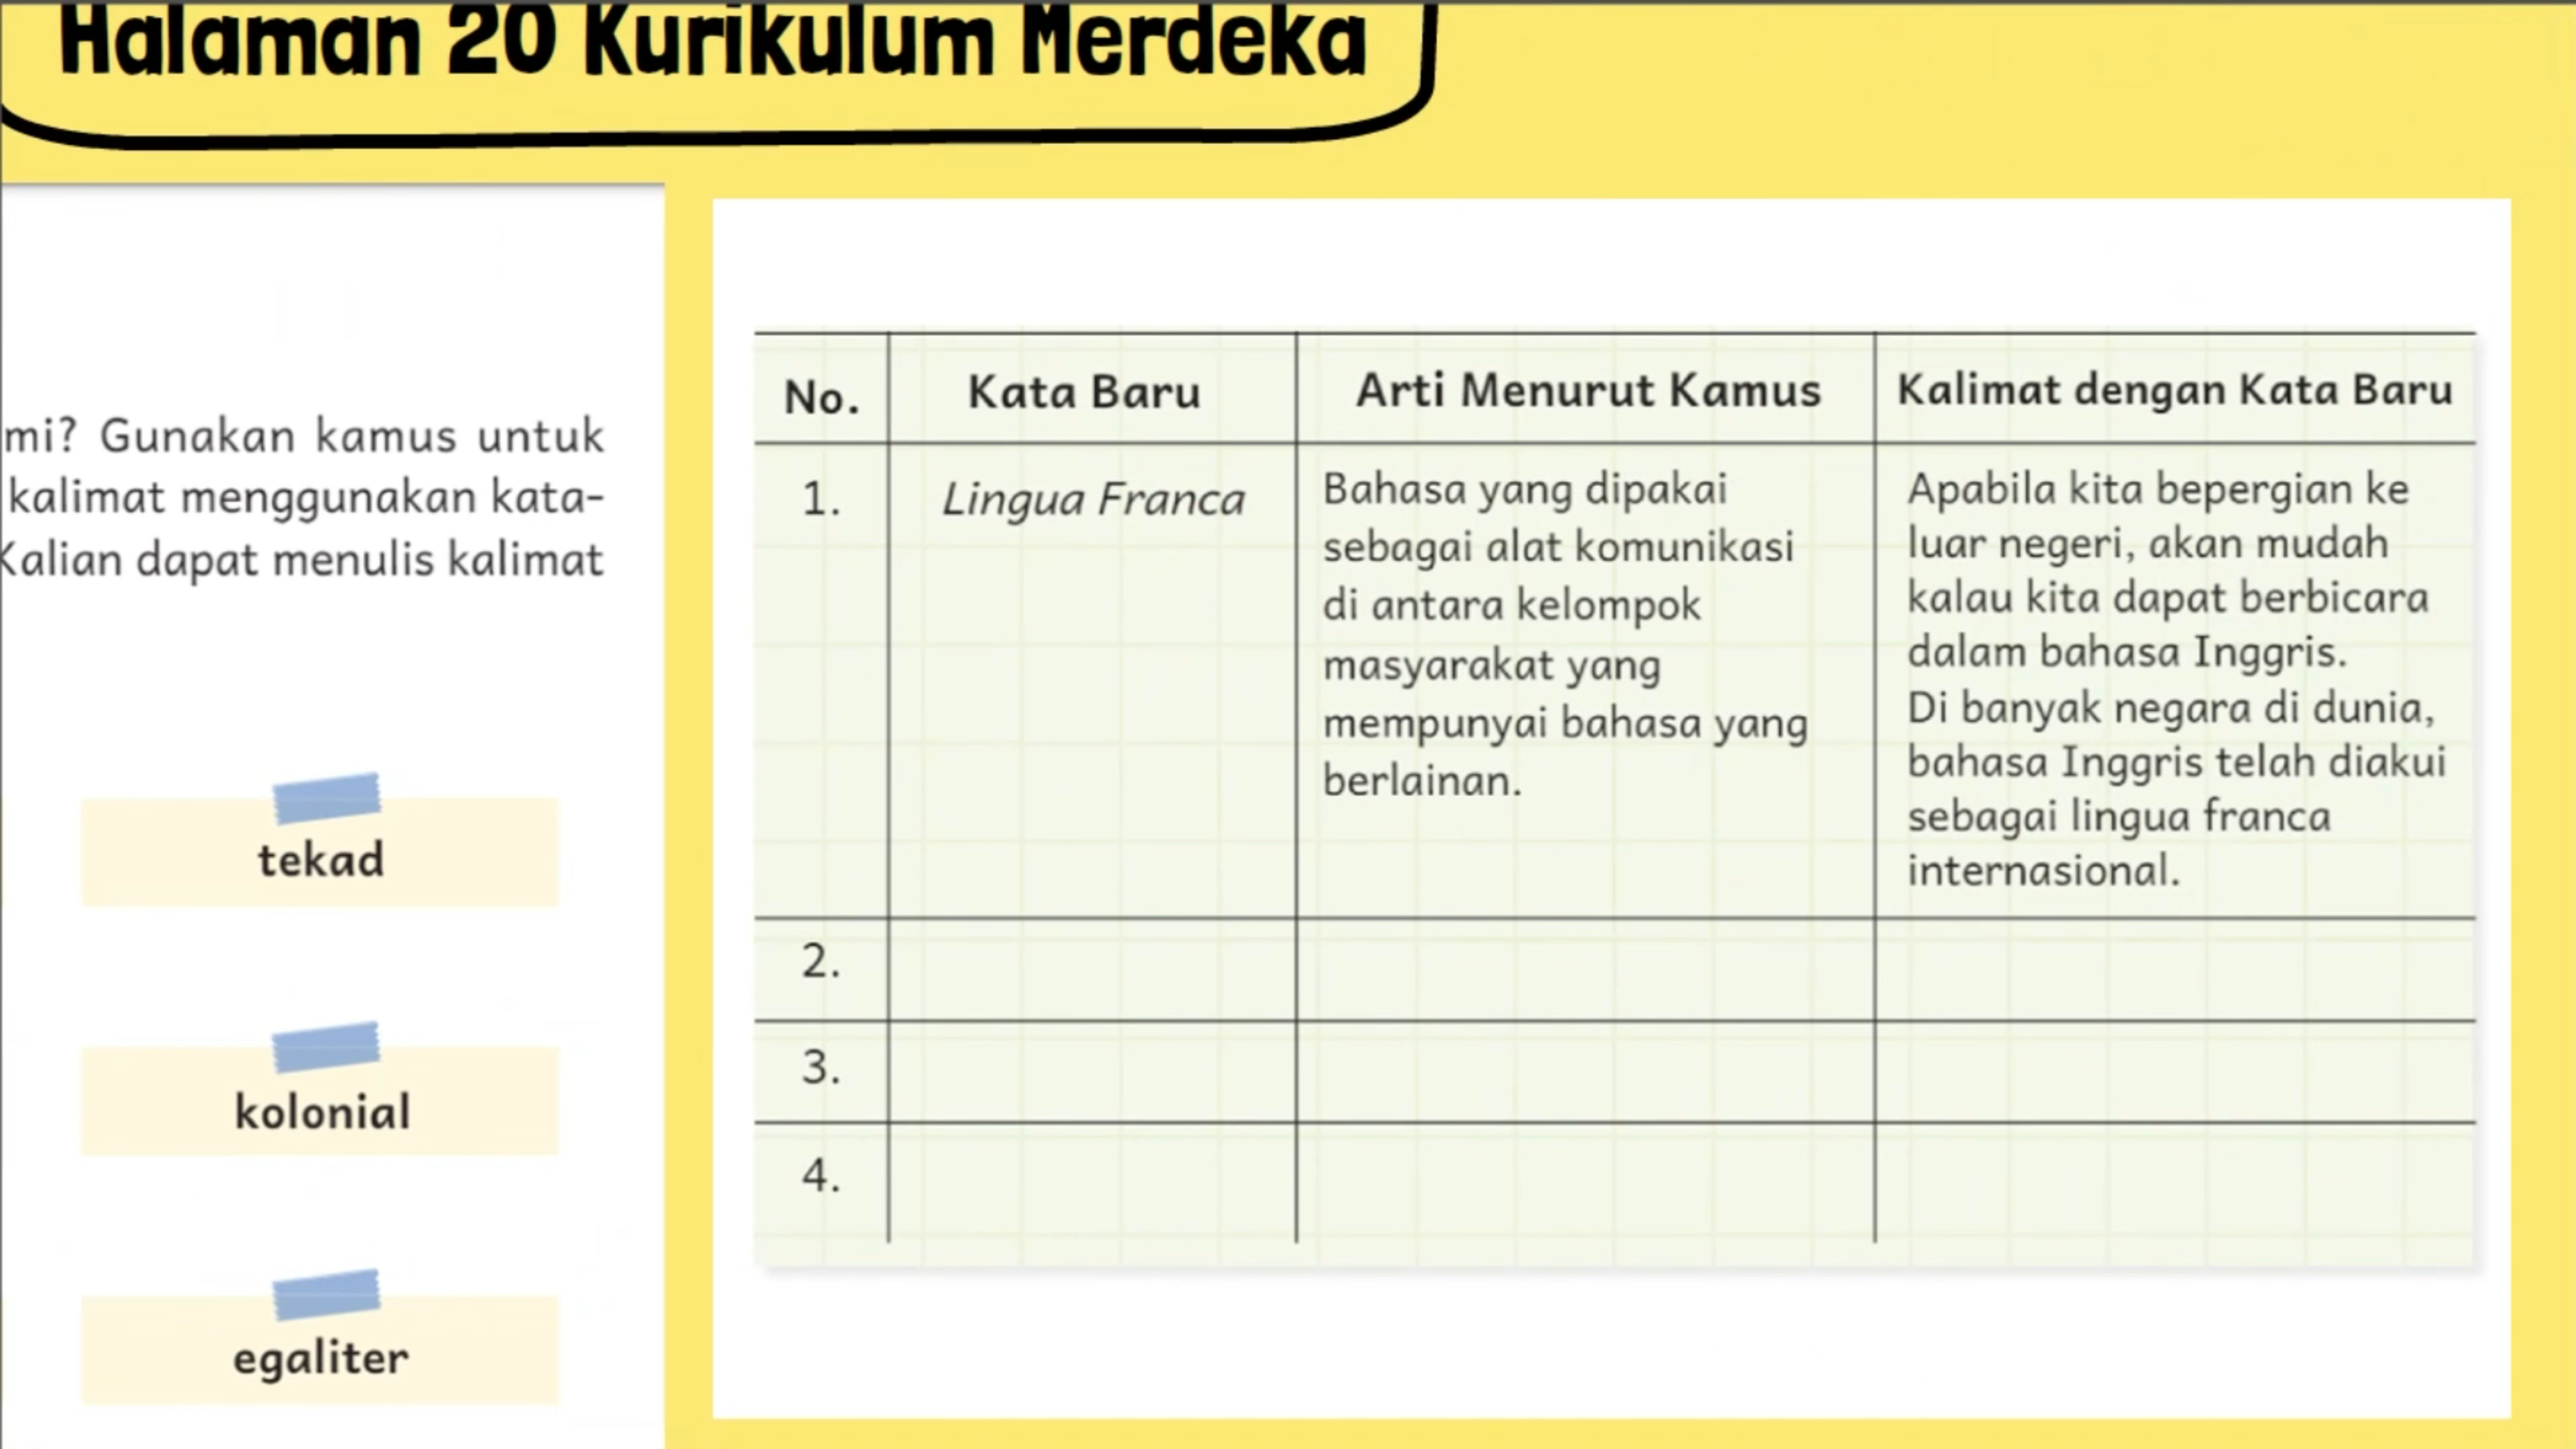 Halaman 20 Kurikulum Merdeka
mi? Gunakan kamus untuk
kalimat menggunakan kata-
Kalian dapat menulis kalimat
tekad
kolonial
egaliter
No. Kata Baru Arti Menurut Kamus Kalimat dengan Kata Baru
1. Lingua Franca
Bahasa yang dipakai
sebagai alat komunikasi
di antara kelompok
masyarakat yang
mempunyai bahasa yang
berlainan.
Apabila kita bepergian ke
luar negeri, akan mudah
kalau kita dapat berbicara
dalam bahasa Inggris.
Di banyak negara di dunia,
bahasa Inggris telah diakui
sebagai lingua franca
internasional.
2.
3.
4.